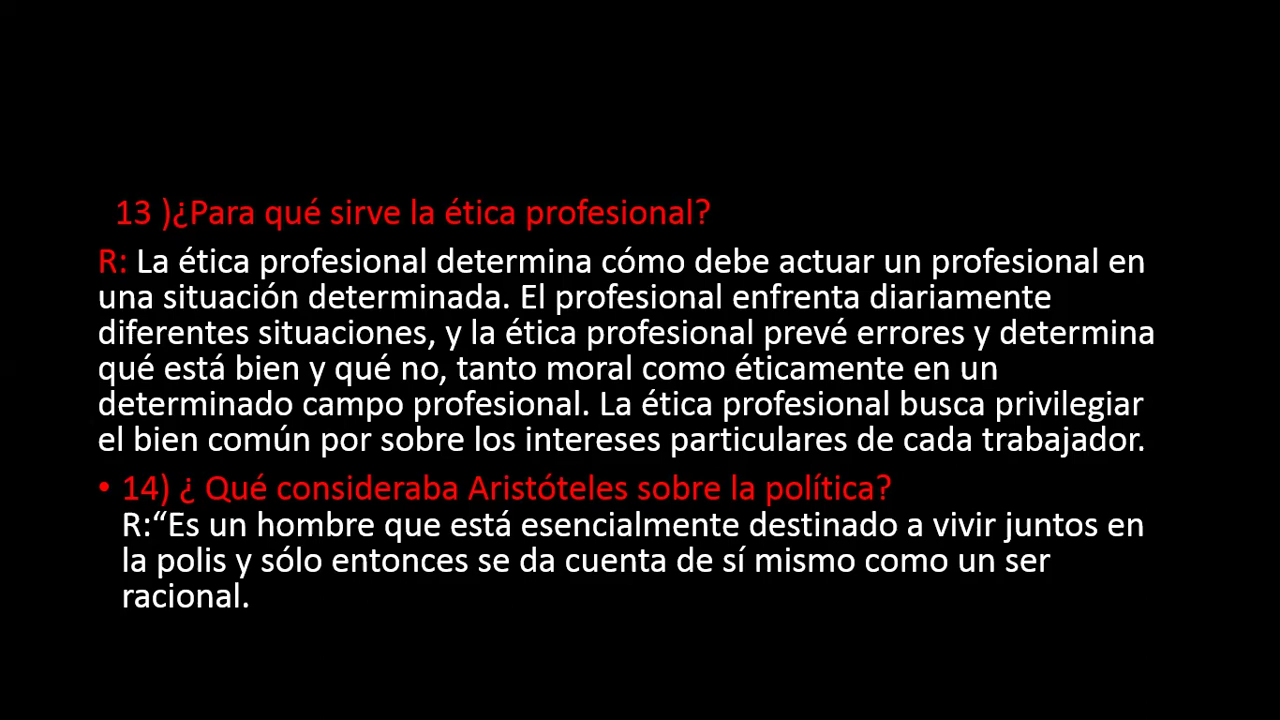 13 )¿Para qué sirve la ética profesional?
R: La ética profesional determina cómo debe actuar un profesional en
una situación determinada. El profesional enfrenta diariamente
diferentes situaciones, y la ética profesional prevé errores y determina
qué está bien y qué no, tanto moral como éticamente en un
determinado campo profesional. La ética profesional busca privilegiar
el bien común por sobre los intereses particulares de cada trabajador.
• 14) ¿ Qué consideraba Aristóteles sobre la política?
R:“Es un hombre que está esencialmente destinado a vivir juntos en
la polis y sólo entonces se da cuenta de sí mismo como un ser
racional.